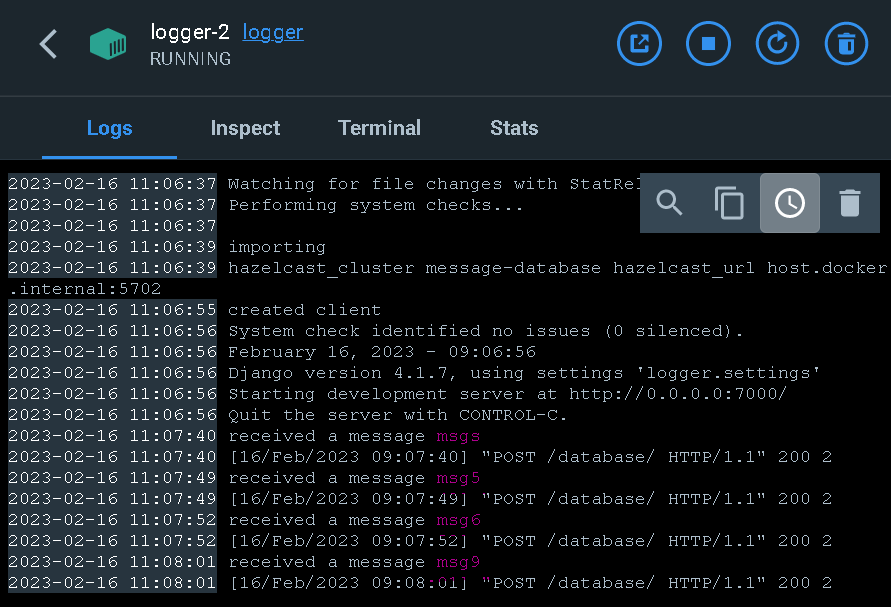 logger-2 logger
RUNNING
Logs Inspect Terminal Stats
2023-02-16 11:06:37 Watching for file changes with StatRel
2023-02-16 11:06:37 Performing system checks...
2023-02-16 11:06:37
2023-02-16 11:06:39 importing
2023-02-16 11:06:39 hazelcast_cluster message-database hazelcast_url host.docker
.internal:5702
2023-02-16 11:06:55 created client
2023-02-16 11:06:56 System check identified no issues (0 silenced).
2023-02-16 11:06:56 February 16, 2023 - 09:06:56
2023-02-16 11:06:56 Django version 4.1.7, using settings 'logger.settings'
2023-02-16 11:06:56 Starting development server at http://0.0.0.0:7000/
2023-02-16 11:06:56 Quit the server with CONTROL-C.
2023-02-16 11:07:40 received a message msgs
2023-02-16 11:07:40 [16/Feb/2023 09:07:40] "POST /database/ HTTP/1.1" 200 2
2023-02-16 11:07:49 received a message msg5
2023-02-16 11:07:49 [16/Feb/2023 09:07:49] "POST /database/ HTTP/1.1" 200 2
2023-02-16 11:07:52 received a message msg6
2023-02-16 11:07:52 [16/Feb/2023 09:07:52] "POST /database/ HTTP/1.1" 200 2
2023-02-16 11:08:01 received a message msg9
2023-02-16 11:08:01 [16/Feb/2023 09:08:01] "POST /database/ HTTP/1.1" 200 2